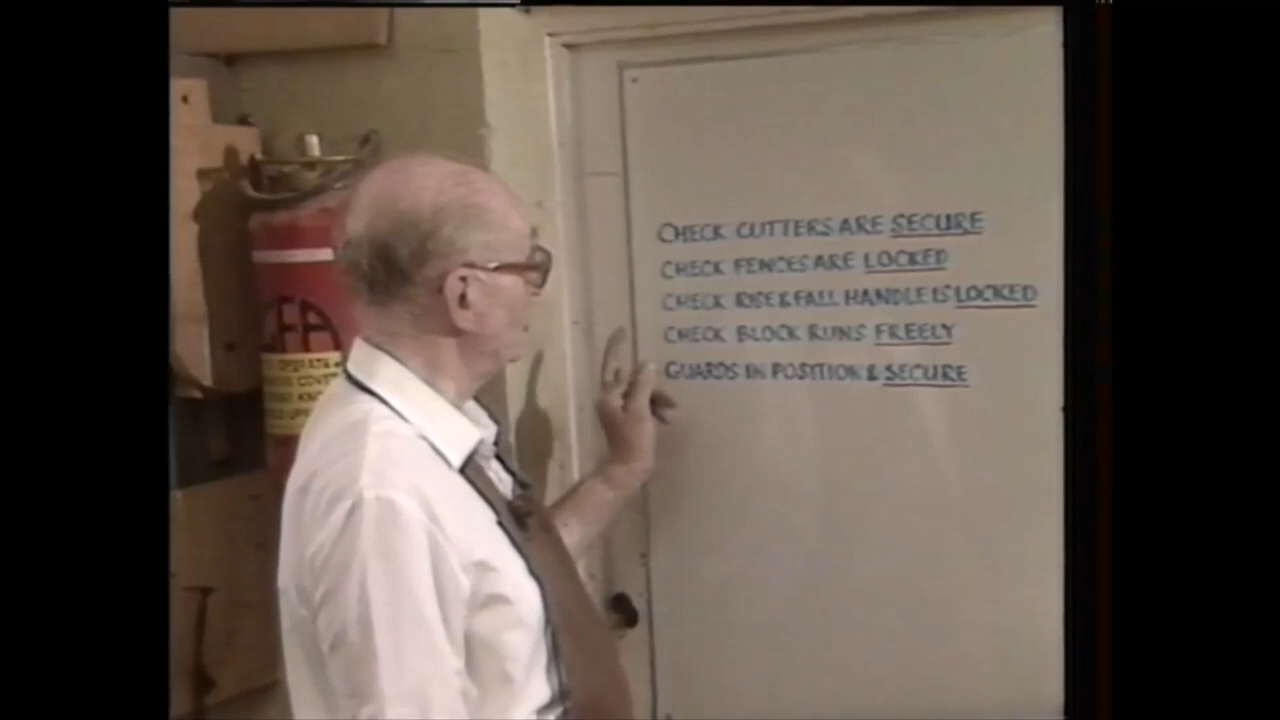 CHECK CUTTERS ARE SECURE
CHECK FENCES ARE LOCKED
CHECK RISE & FALL HANDLE IS LOCKED
CHECK BLOCK RUNS FREELY
GUARDS IN POSITION & SECURE